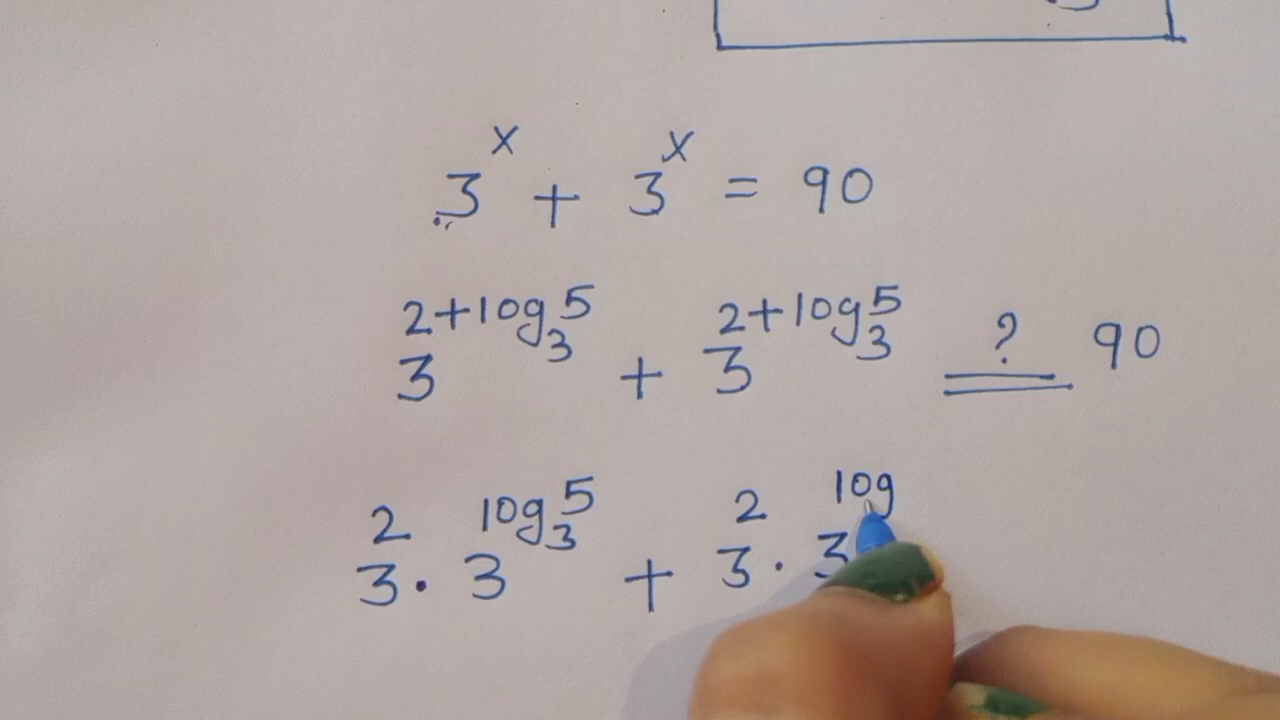 3^x + 3^x = 90
3^{2+log_3 5} + 3^{2+log_3 5} =? 90
3^2 · 3^{log_3 5} + 3^2 · 3^{log